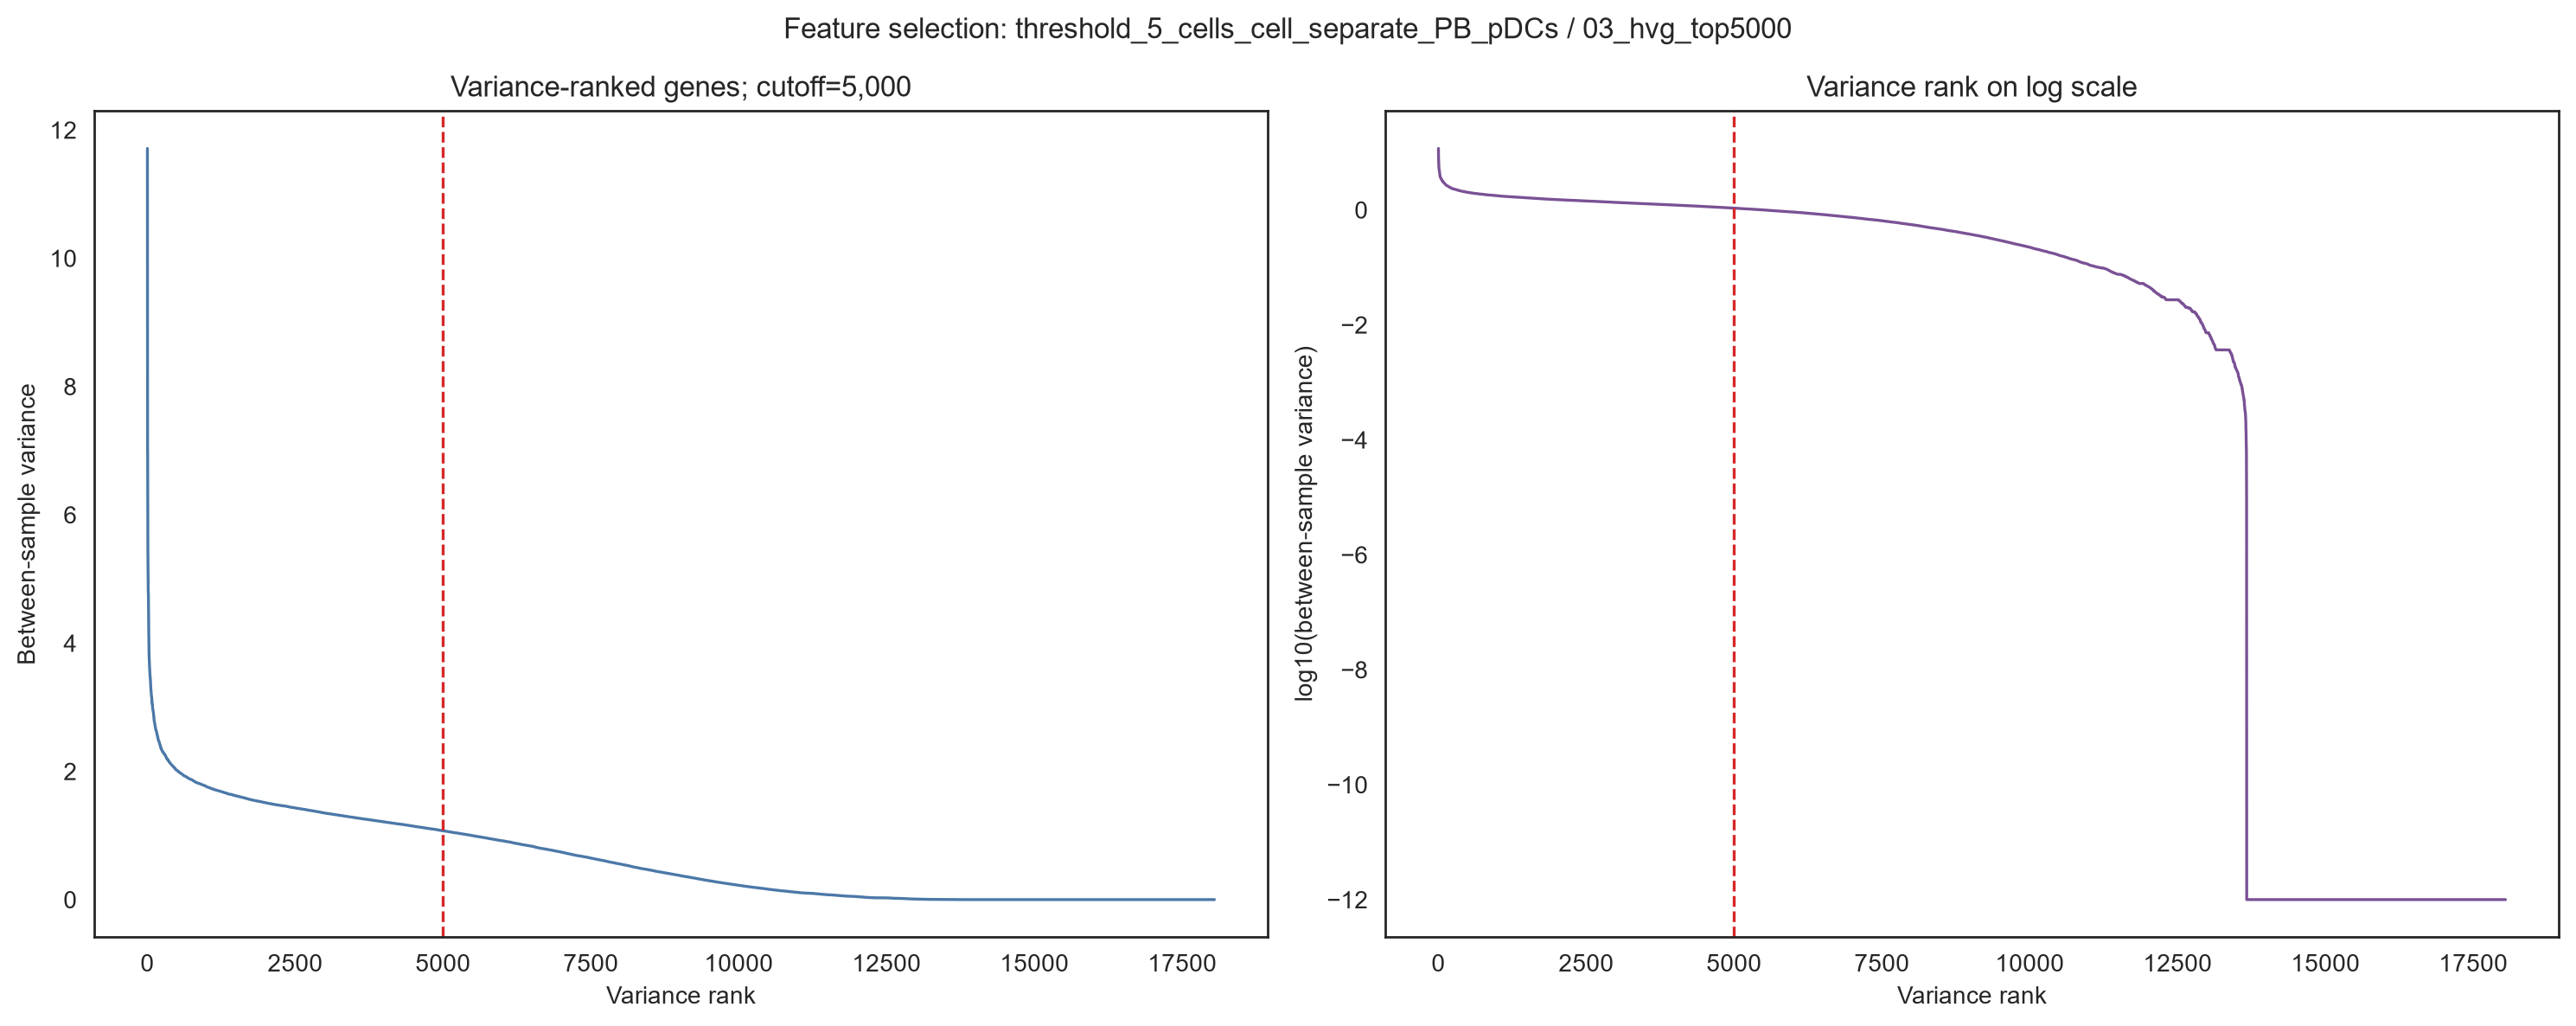 Feature selection: threshold_5_cells_cell_separate_PB_pDCs / 03_hvg_top5000
Variance-ranked genes; cutoff=5,000
Between-sample variance
12
10
8
6
4
2
0
0 2500 5000 7500 10000 12500 15000 17500
Variance rank
Variance rank on log scale
log10(between-sample variance)
0
−2
−4
−6
−8
−10
−12
0 2500 5000 7500 10000 12500 15000 17500
Variance rank